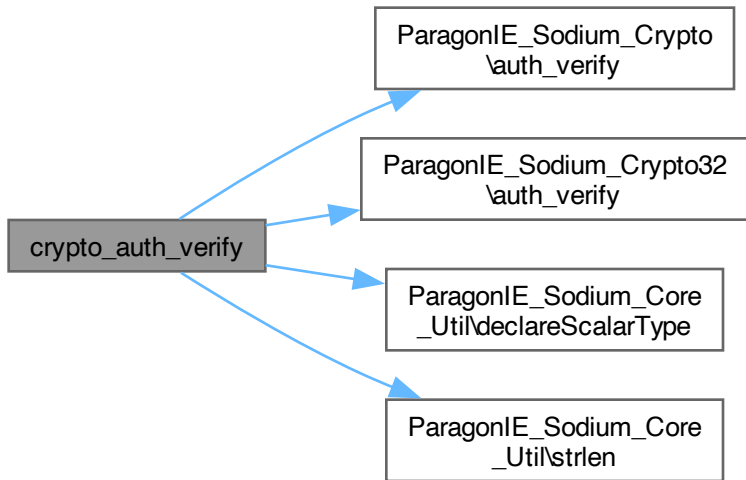 ParagonIE_Sodium_Crypto
\auth_verify
ParagonIE_Sodium_Crypto32
\auth_verify
crypto_auth_verify
ParagonIE_Sodium_Core
_Util\declareScalarType
ParagonIE_Sodium_Core
_Util\strlen